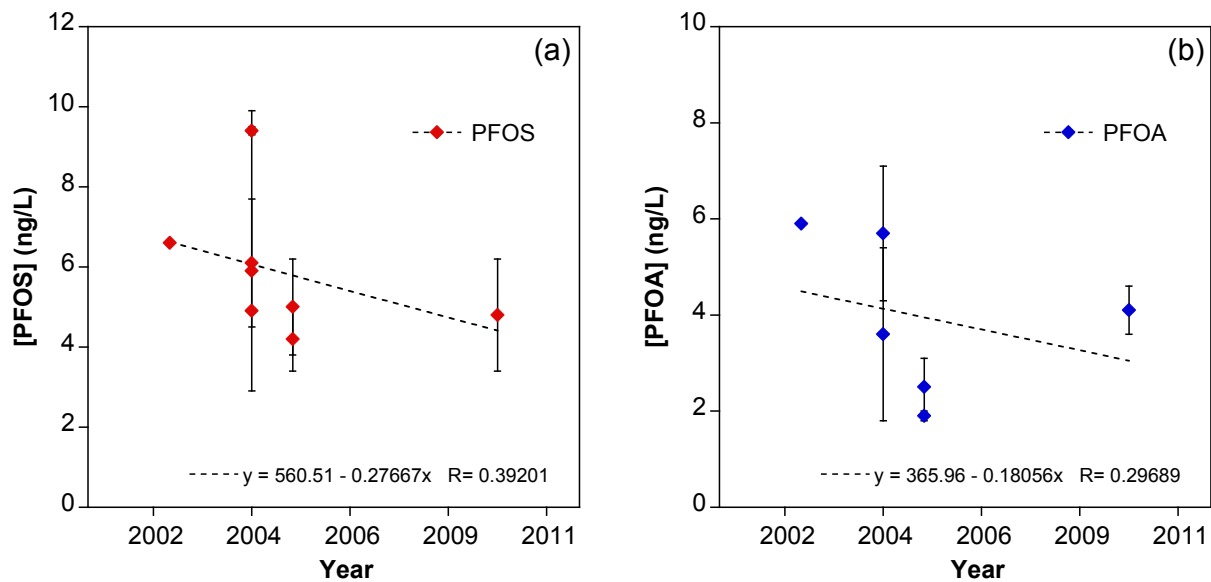 (a)
12
10
8
6
4
2
0
[PFOS] (ng/L)
PFOS
y = 560.51 - 0.27667x R= 0.39201
2002 2004 2006 2009 2011
Year
(b)
10
8
6
4
2
0
[PFOA] (ng/L)
PFOA
y = 365.96 - 0.18056x R= 0.29689
2002 2004 2006 2009 2011
Year